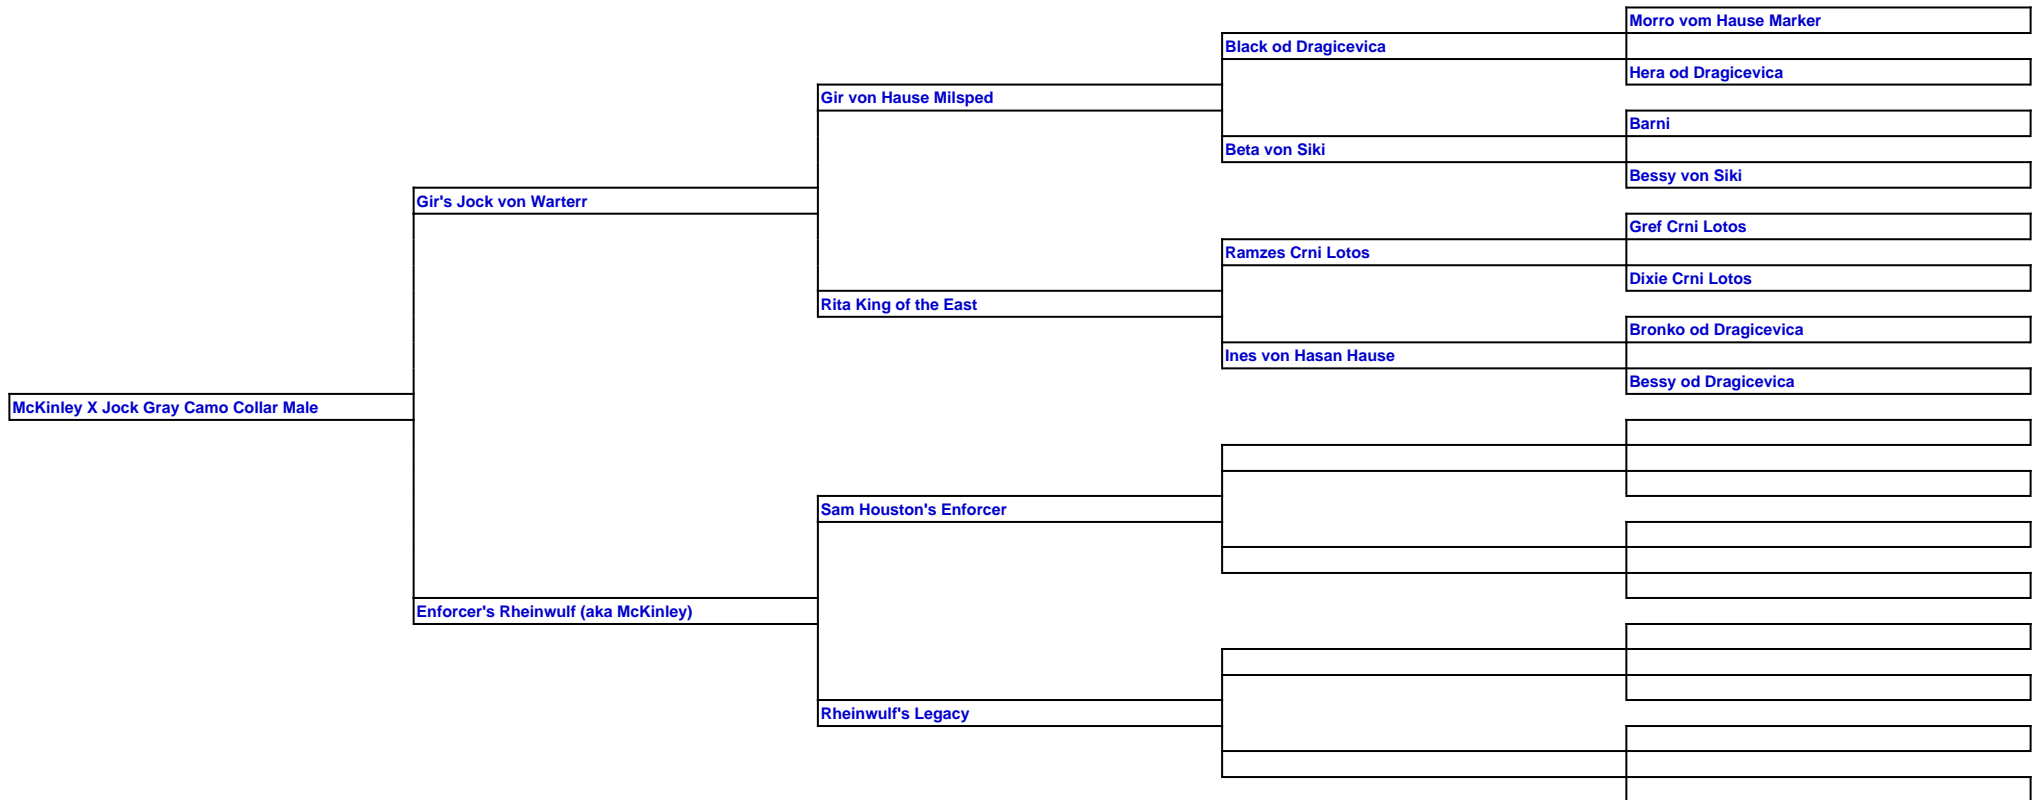 Morro vom Hause Marker
Black od Dragicevica
Hera od Dragicevica
Gir von Hause Milsped
Barni
Beta von Siki
Bessy von Siki
Gir's Jock von Warterr
Gref Crni Lotos
Ramzes Crni Lotos
Dixie Crni Lotos
Rita King of the East
Bronko od Dragicevica
Ines von Hasan Hause
Bessy od Dragicevica
McKinley X Jock Gray Camo Collar Male
Sam Houston's Enforcer
Enforcer's Rheinwulf (aka McKinley)
Rheinwulf's Legacy